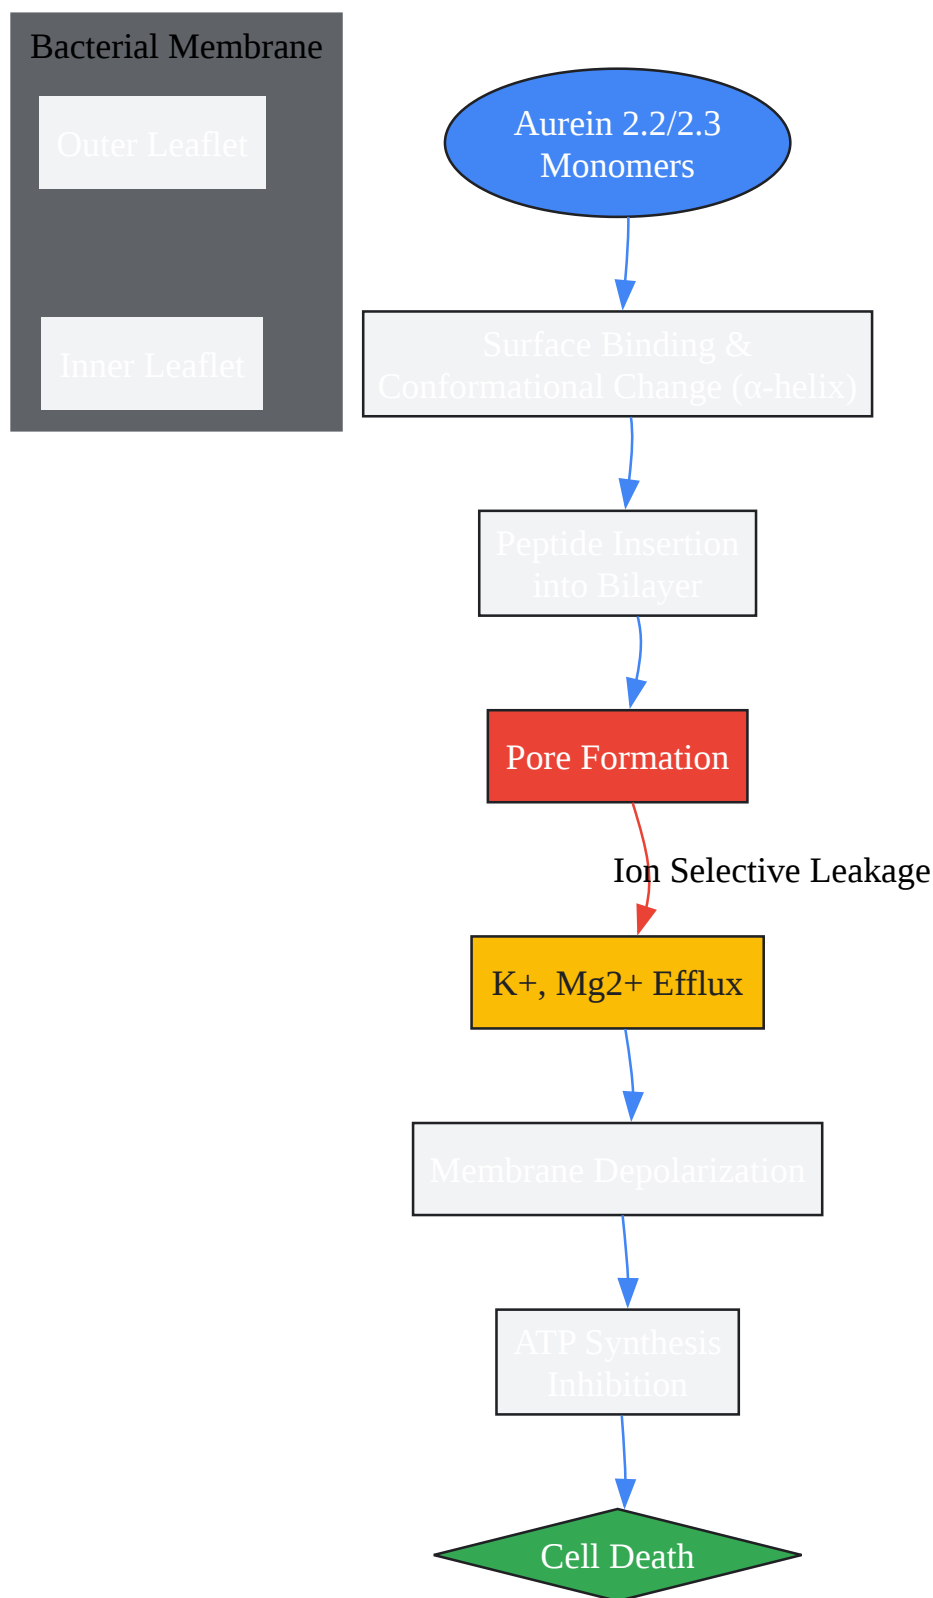 Bacterial Membrane
Outer Leaflet
Inner Leaflet
Aurein 2.2/2.3
Monomers
Surface Binding &
Conformational Change (α-helix)
Peptide Insertion
into Bilayer
Pore Formation
Ion Selective Leakage
K+, Mg2+ Efflux
Membrane Depolarization
ATP Synthesis
Inhibition
Cell Death